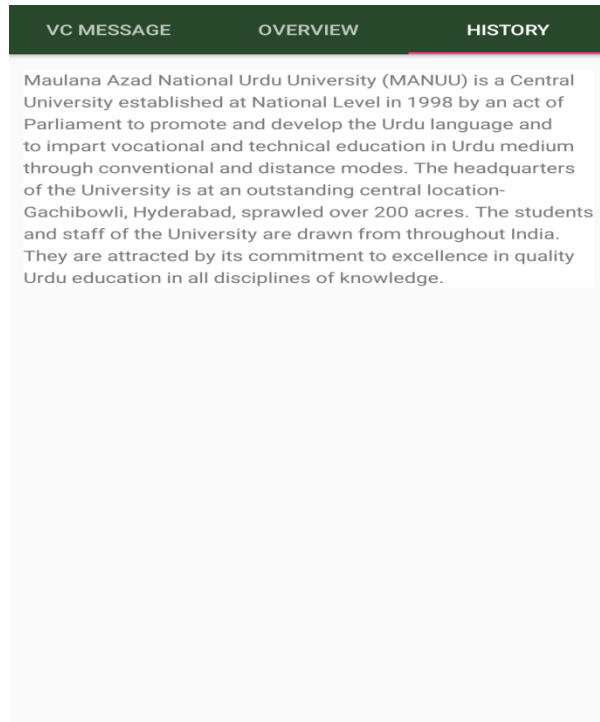 VC MESSAGE OVERVIEW HISTORY
Maulana Azad National Urdu University (MANUU) is a Central
University established at National Level in 1998 by an act of
Parliament to promote and develop the Urdu language and
to impart vocational and technical education in Urdu medium
through conventional and distance modes. The headquarters
of the University is at an outstanding central location-
Gachibowli, Hyderabad, sprawled over 200 acres. The students
and staff of the University are drawn from throughout India.
They are attracted by its commitment to excellence in quality
Urdu education in all disciplines of knowledge.